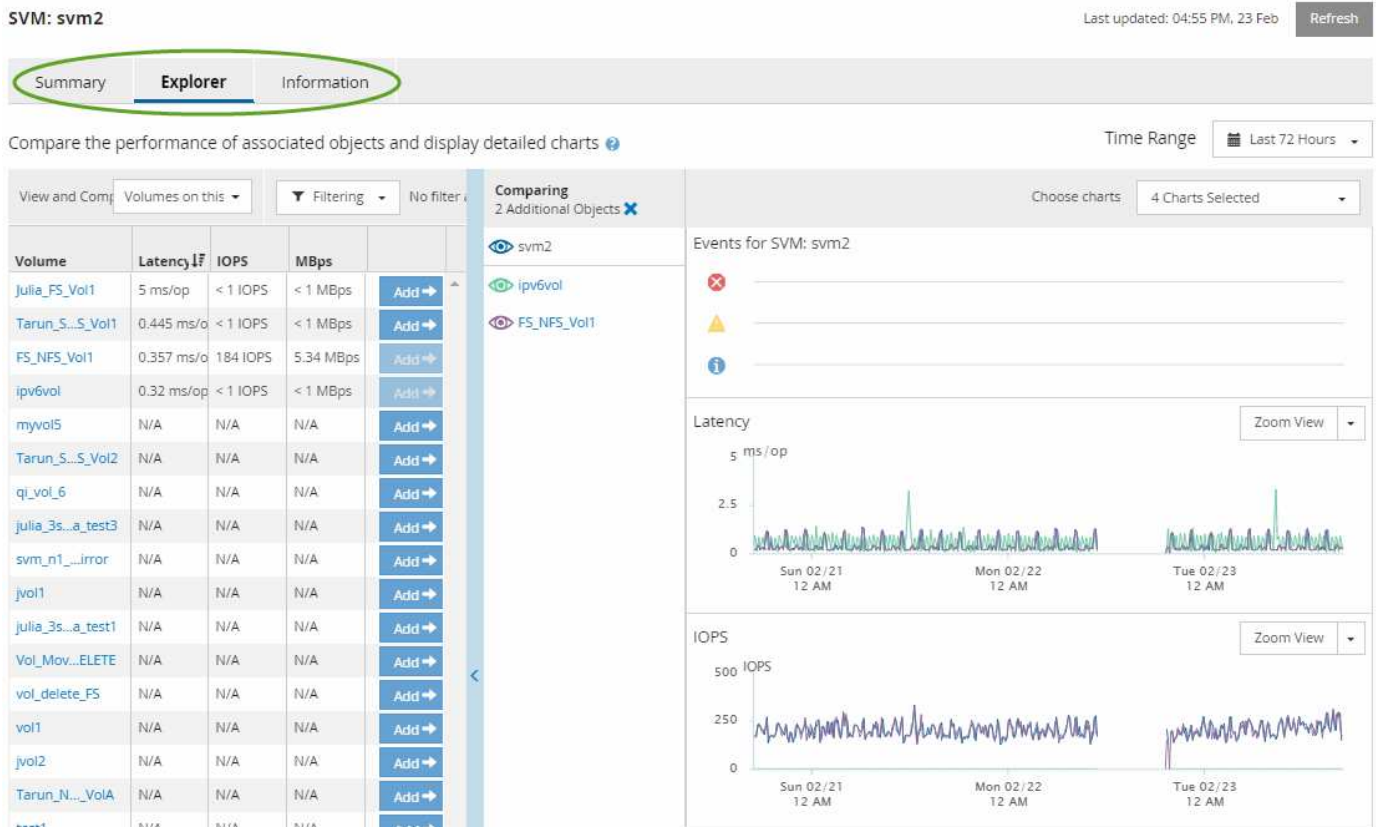 SVM: svm2
Last updated: 04:55 PM, 23 Feb Refresh
Summary Explorer Information
Compare the performance of associated objects and display detailed charts ?
Time Range Last 72 Hours
View and Comp Volumes on this Filtering No filter
Comparing
2 Additional Objects
Choose charts 4 Charts Selected
Volume Latency IOPS MBps
Julia_FS_Vol1 5 ms/op < 1 IOPS < 1 MBps Add
Tarun_S...S_Vol1 0.445 ms/o < 1 IOPS < 1 MBps Add
FS_NFS_Vol1 0.357 ms/o 184 IOPS 5.34 MBps Add
ipv6vol 0.32 ms/op < 1 IOPS < 1 MBps Add
myvol5 N/A N/A N/A Add
Tarun_S...S_Vol2 N/A N/A N/A Add
qi_vol_6 N/A N/A N/A Add
julia_3s...a_test3 N/A N/A N/A Add
svm_n1_...irror N/A N/A N/A Add
jvol1 N/A N/A N/A Add
julia_3s...a_test1 N/A N/A N/A Add
Vol_Mov...ELETE N/A N/A N/A Add
vol_delete_FS N/A N/A N/A Add
vol1 N/A N/A N/A Add
jvol2 N/A N/A N/A Add
Tarun_N..._VolA N/A N/A N/A Add
svm2
ipv6vol
FS_NFS_Vol1
Events for SVM: svm2
Latency Zoom View
ms/op
5
2.5
0
Sun 02/21 Mon 02/22 Tue 02/23
12 AM 12 AM 12 AM
IOPS Zoom View
IOPS
500
250
0
Sun 02/21 Mon 02/22 Tue 02/23
12 AM 12 AM 12 AM